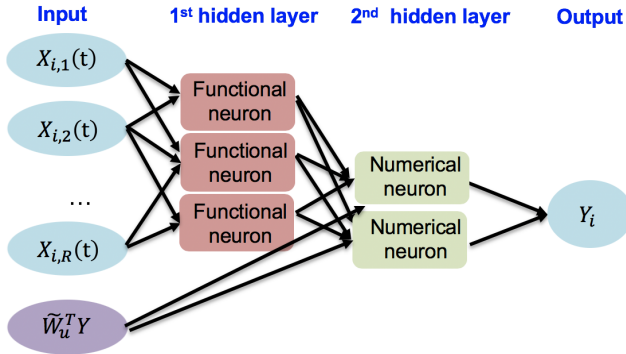 Input 1st hidden layer 2nd hidden layer Output
X_{i,1}(t)
X_{i,2}(t)
...
X_{i,R}(t)
\widetilde{W}_u^T Y
Functional
neuron
Functional
neuron
Functional
neuron
Numerical
neuron
Numerical
neuron
Y_i